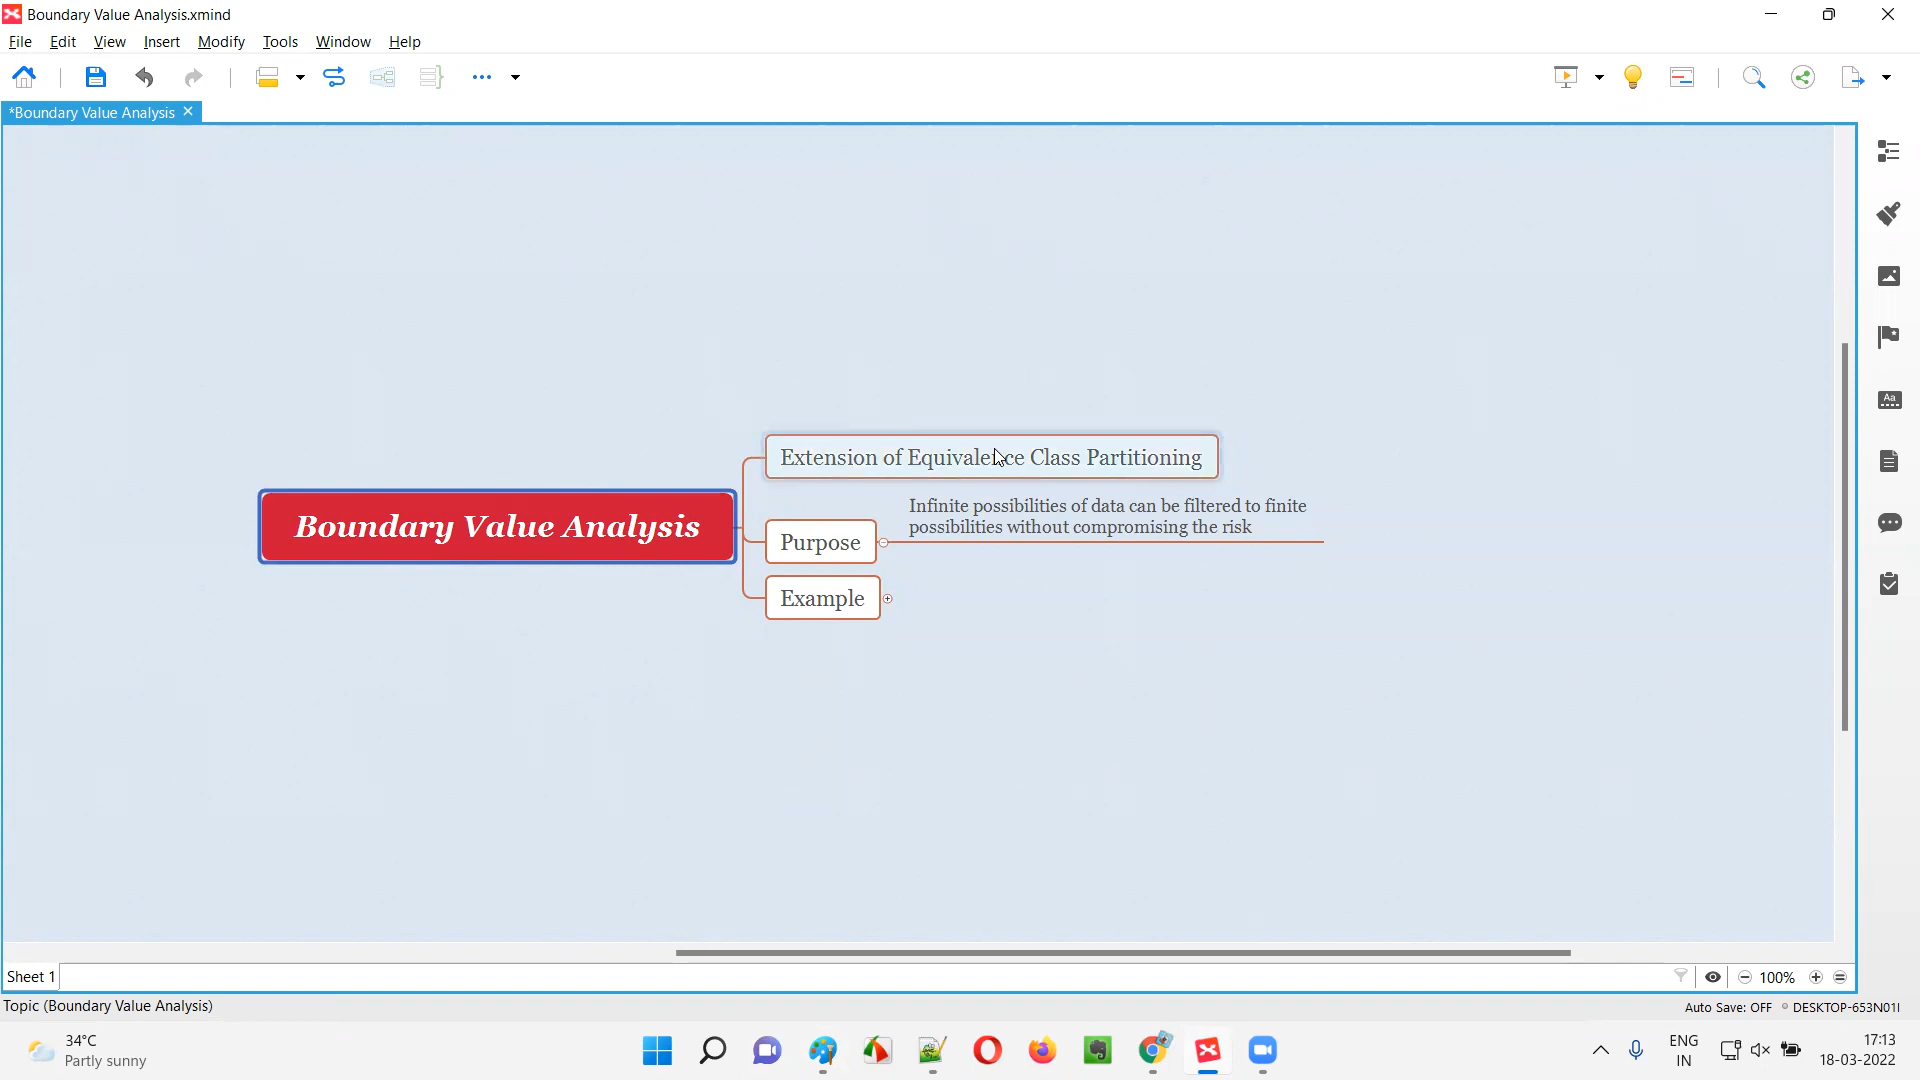 Boundary Value Analysis.xmind
File Edit View Insert Modify Tools Window Help
*Boundary Value Analysis
Extension of Equivalence Class Partitioning
Infinite possibilities of data can be filtered to finite
possibilities without compromising the risk
Boundary Value Analysis
Purpose
Example
Aa
Sheet 1
100%
Topic (Boundary Value Analysis)
Auto Save: OFF
DESKTOP-653N01I
34°C
Partly sunny
ENG
IN
17:13
18-03-2022